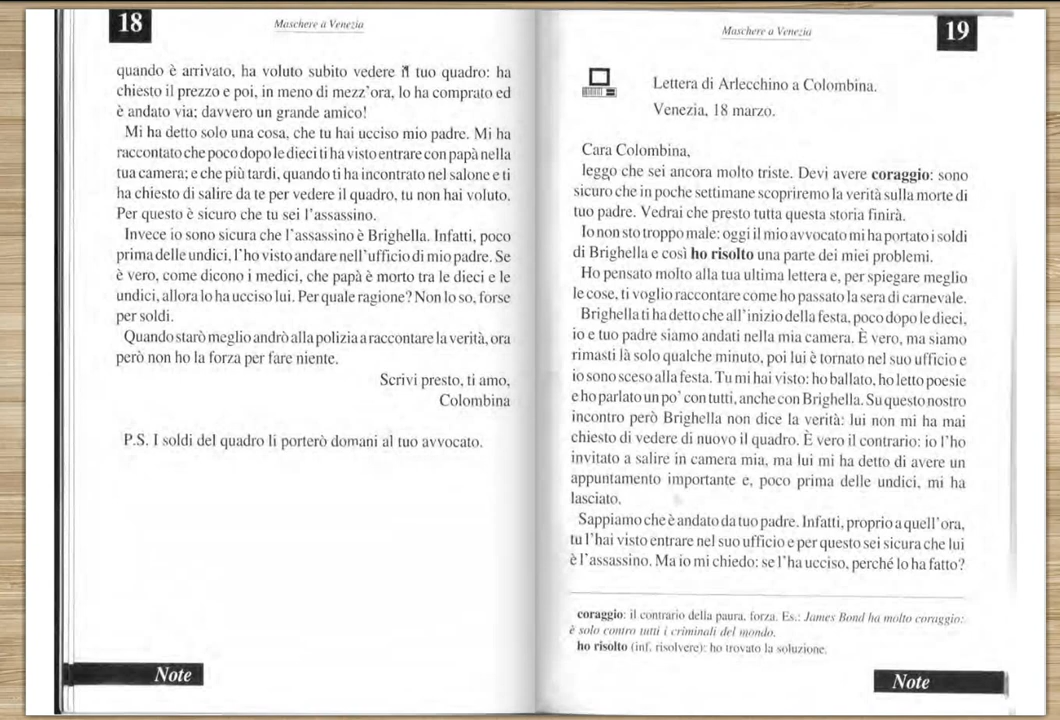 18
Maschere a Venezia
quando è arrivato, ha voluto subito vedere il tuo quadro: ha
chiesto il prezzo e poi, in meno di mezz'ora, lo ha comprato ed
è andato via; davvero un grande amico!
Mi ha detto solo una cosa, che tu hai ucciso mio padre. Mi ha
raccontato che poco dopo le dieci ti ha visto entrare con papà nella
tua camera; e che più tardi, quando ti ha incontrato nel salone e ti
ha chiesto di salire da te per vedere il quadro, tu non hai voluto.
Per questo è sicuro che tu sei l'assassino.
Invece io sono sicura che l'assassino è Brighella. Infatti, poco
prima delle undici, l'ho visto andare nell'ufficio di mio padre. Se
è vero, come dicono i medici, che papà è morto tra le dieci e le
undici, allora lo ha ucciso lui. Per quale ragione? Non lo so, forse
per soldi.
Quando starò meglio andrò alla polizia a raccontare la verità, ora
però non ho la forza per fare niente.
Scrivi presto, ti amo,
Colombina
P.S. I soldi del quadro li porterò domani al tuo avvocato.
Note
Maschere a Venezia
19
Lettera di Arlecchino a Colombina.
Venezia, 18 marzo.
Cara Colombina,
leggo che sei ancora molto triste. Devi avere coraggio: sono
sicuro che in poche settimane scopriremo la verità sulla morte di
tuo padre. Vedrai che presto tutta questa storia finirà.
Io non sto troppo male: oggi il mio avvocato mi ha portato i soldi
di Brighella e così ho risolto una parte dei miei problemi.
Ho pensato molto alla tua ultima lettera e, per spiegare meglio
le cose, ti voglio raccontare come ho passato la sera di carnevale.
Brighella ti ha detto che all'inizio della festa, poco dopo le dieci,
io e tuo padre siamo andati nella mia camera. È vero, ma siamo
rimasti là solo qualche minuto, poi lui è tornato nel suo ufficio e
io sono sceso alla festa. Tu mi hai visto: ho ballato, ho letto poesie
e ho parlato un po' con tutti, anche con Brighella. Su questo nostro
incontro però Brighella non dice la verità: lui non mi ha mai
chiesto di vedere di nuovo il quadro. È vero il contrario: io l'ho
invitato a salire in camera mia, ma lui mi ha detto di avere un
appuntamento importante e, poco prima delle undici, mi ha
lasciato.
Sappiamo che è andato da tuo padre. Infatti, proprio a quell'ora,
tu l'hai visto entrare nel suo ufficio e per questo sei sicura che lui
è l'assassino. Ma io mi chiedo: se l'ha ucciso, perché lo ha fatto?
coraggio: il contrario della paura, forza. Es.: James Bond ha molto coraggio:
è solo contro tutti i criminali del mondo.
ho risolto (inf. risolvere): ho trovato la soluzione.
Note